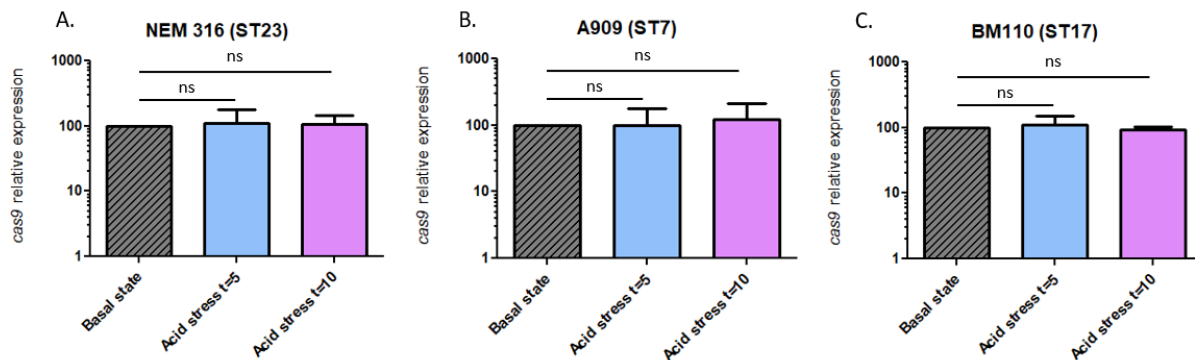 A.
NEM 316 (ST23)
cas9 relative expression
1000
100
10
1
ns
ns
Basal state
Acid stress t=5
Acid stress t=10
B.
A909 (ST7)
cas9 relative expression
1000
100
10
1
ns
ns
Basal state
Acid stress t=5
Acid stress t=10
C.
BM110 (ST17)
cas9 relative expression
1000
100
10
1
ns
ns
Basal state
Acid stress t=5
Acid stress t=10